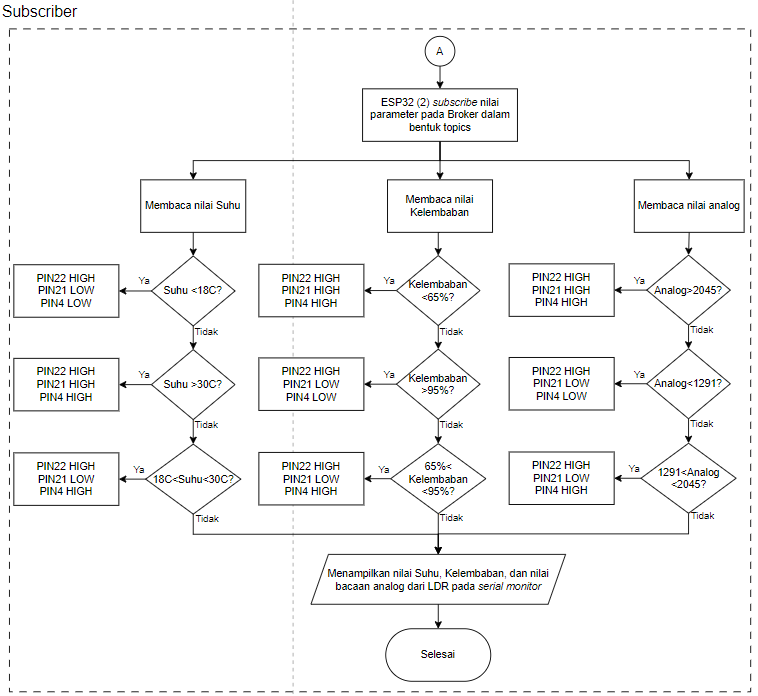 Subscriber
A
ESP32 (2) subscribe nilai
parameter pada Broker dalam
bentuk topics
Membaca nilai Suhu
Membaca nilai
Kelembaban
Membaca nilai analog
PIN22 HIGH
PIN21 LOW
PIN4 LOW
Ya
Suhu <18C?
Tidak
PIN22 HIGH
PIN21 HIGH
PIN4 HIGH
Ya
Kelembaban
<65%?
Tidak
PIN22 HIGH
PIN21 HIGH
PIN4 HIGH
Ya
Analog>2045?
Tidak
PIN22 HIGH
PIN21 HIGH
PIN4 HIGH
Ya
Suhu >30C?
Tidak
PIN22 HIGH
PIN21 LOW
PIN4 LOW
Ya
Kelembaban
>95%?
Tidak
PIN22 HIGH
PIN21 LOW
PIN4 LOW
Ya
Analog<1291?
Tidak
PIN22 HIGH
PIN21 LOW
PIN4 HIGH
Ya
18C<Suhu<30C?
Tidak
PIN22 HIGH
PIN21 LOW
PIN4 HIGH
Ya
65%<
Kelembaban
<95%?
Tidak
PIN22 HIGH
PIN21 LOW
PIN4 HIGH
Ya
1291<Analog
<2045?
Tidak
Menampilkan nilai Suhu, Kelembaban, dan nilai
bacaan analog dari LDR pada serial monitor
Selesai